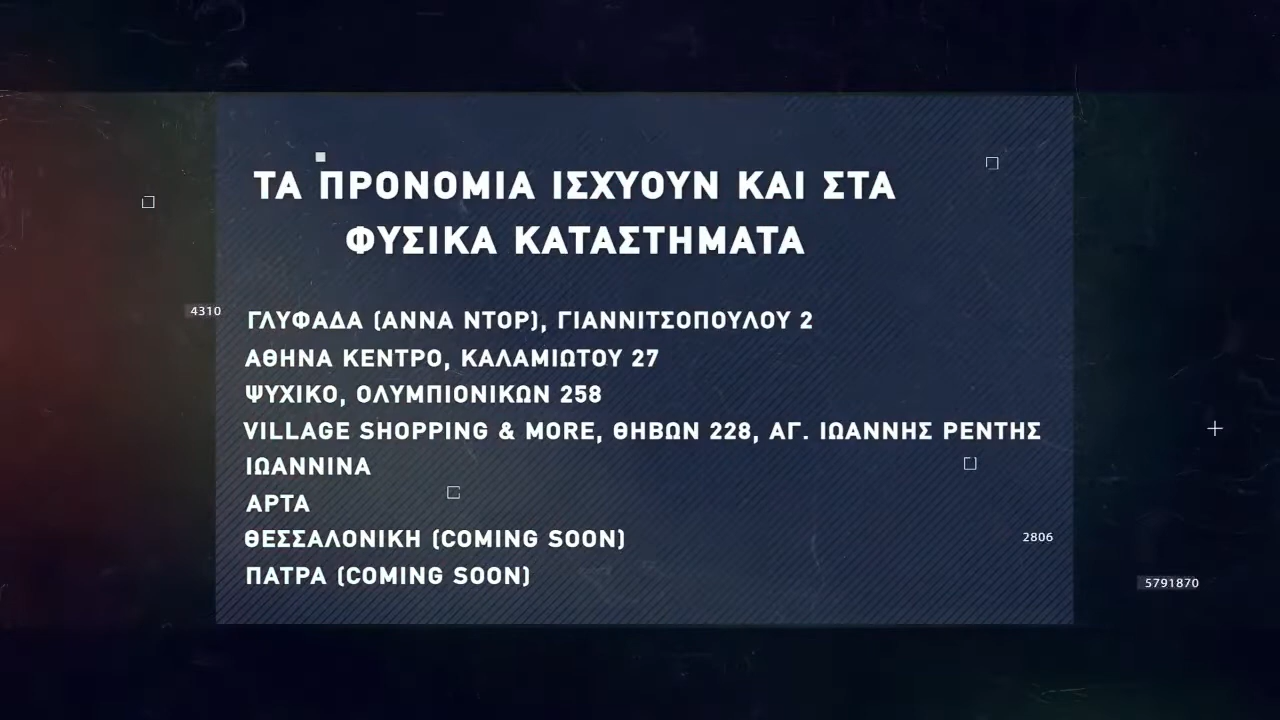 ΤΑ ΠΡΟΝΟΜΙΑ ΙΣΧΥΟΥΝ ΚΑΙ ΣΤΑ
ΦΥΣΙΚΑ ΚΑΤΑΣΤΗΜΑΤΑ
4310
ΓΛΥΦΑΔΑ (ΑΝΝΑ ΝΤΟΡ), ΓΙΑΝΝΙΤΣΟΠΟΥΛΟΥ 2
ΑΘΗΝΑ ΚΕΝΤΡΟ, ΚΑΛΑΜΙΩΤΟΥ 27
ΨΥΧΙΚΟ, ΟΛΥΜΠΙΟΝΙΚΩΝ 258
VILLAGE SHOPPING & MORE, ΘΗΒΩΝ 228, ΑΓ. ΙΩΑΝΝΗΣ ΡΕΝΤΗΣ
ΙΩΑΝΝΙΝΑ
ΑΡΤΑ
ΘΕΣΣΑΛΟΝΙΚΗ (COMING SOON)
2806
ΠΑΤΡΑ (COMING SOON)
5791870